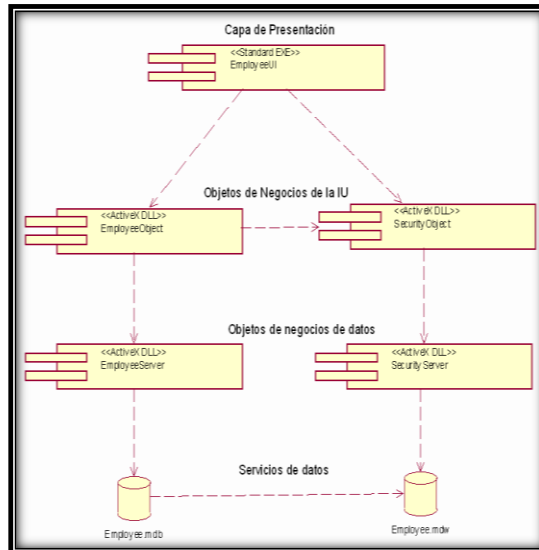 Capa de Presentación
<<Standard EXE>>
EmployeeUI
Objetos de Negocios de la IU
<<ActiveX DLL>>
EmployeeObject
<<ActiveX DLL>>
SecurityObject
Objetos de negocios de datos
<<ActiveX DLL>>
EmployeeServer
<<ActiveX DLL>>
Security Server
Servicios de datos
Employee.mdb
Employee.mdw